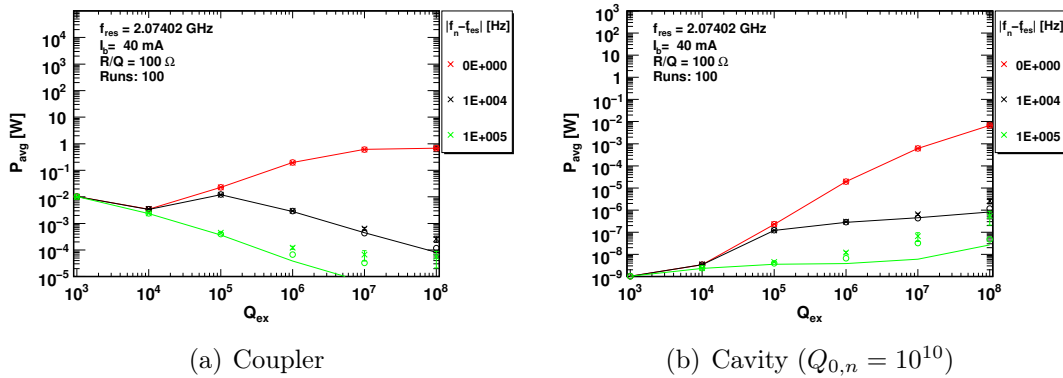 f_res = 2.07402 GHz
I_b= 40 mA
R/Q = 100 Ω
Runs: 100
|f_n-f_res| [Hz]
0E+000
1E+004
1E+005
P_avg [W]
10^4
10^3
10^2
10
1
10^-1
10^-2
10^-3
10^-4
10^-5
10^3 10^4 10^5 10^6 10^7 10^8
Q_ex
(a) Coupler
f_res = 2.07402 GHz
I_b= 40 mA
R/Q = 100 Ω
Runs: 100
|f_n-f_res| [Hz]
0E+000
1E+004
1E+005
P_avg [W]
10^3
10^2
10
1
10^-1
10^-2
10^-3
10^-4
10^-5
10^-6
10^-7
10^-8
10^-9
10^3 10^4 10^5 10^6 10^7 10^8
Q_ex
(b) Cavity (Q_{0,n} = 10^10)